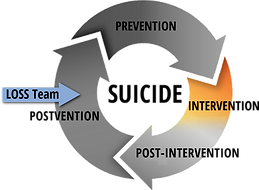 PREVENTION
LOSS Team
SUICIDE
INTERVENTION
POSTVENTION
POST-INTERVENTION